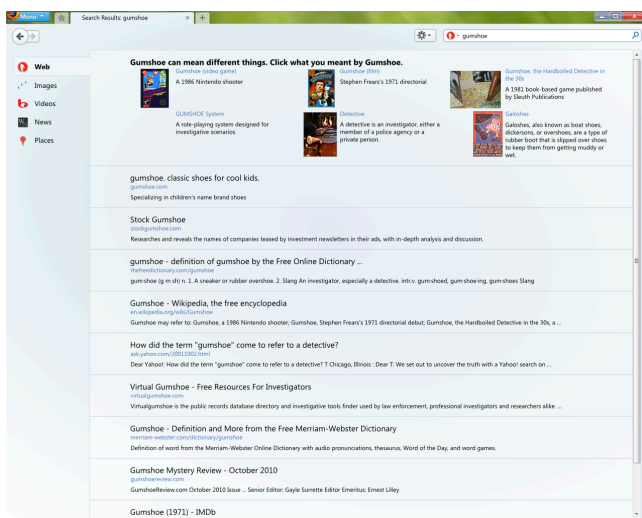 Menu
Search Results: gumshoe
gumshoe
Web
Images
Videos
News
Places
Gumshoe can mean different things. Click what you meant by Gumshoe.
Gumshoe (video game)
A 1986 Nintendo shooter
Gumshoe (film)
Stephen Frears's 1971 directorial
Gumshoe, the Hardboiled Detective in
the 30s
A 1981 book-based game published
by Sleuth Publications
GUMSHOE System
A role-playing system designed for
investigative scenarios
Detective
A detective is an investigator, either a
member of a police agency or a
private person.
Galoshes
Galoshes, also known as boat shoes,
dickersons, or overshoes, are a type of
rubber boot that is slipped over shoes
to keep them from getting muddy or
wet.
gumshoe. classic shoes for cool kids.
gumshoe.com
Specializing in children's name brand shoes
Stock Gumshoe
stockgumshoe.com
Researches and reveals the names of companies teased by investment newsletters in their ads, with in-depth analysis and discussion.
gumshoe - definition of gumshoe by the Free Online Dictionary ...
thefreedictionary.com/gumshoe
gum·shoe (g m sh) n. 1. A sneaker or rubber overshoe. 2. Slang An investigator, especially a detective. intr.v. gum·shoed, gum·shoe·ing, gum·shoes Slang
Gumshoe - Wikipedia, the free encyclopedia
en.wikipedia.org/wiki/Gumshoe
Gumshoe may refer to: Gumshoe, a 1986 Nintendo shooter; Gumshoe, Stephen Frears's 1971 directorial debut; Gumshoe, the Hardboiled Detective in the 30s, a ...
How did the term "gumshoe" come to refer to a detective?
ask.yahoo.com/20011002.html
Dear Yahoo!: How did the term "gumshoe" come to refer to a detective? T Chicago, Illinois : Dear T: We set out to uncover the truth with a Yahoo! search on ...
Virtual Gumshoe - Free Resources For Investigators
virtualgumshoe.com
Virtualgumshoe is the public records database directory and investigative tools finder used by law enforcement, professional investigators and researchers alike. ...
Gumshoe - Definition and More from the Free Merriam-Webster Dictionary
merriam-webster.com/dictionary/gumshoe
Definition of word from the Merriam-Webster Online Dictionary with audio pronunciations, thesaurus, Word of the Day, and word games.
Gumshoe Mystery Review - October 2010
gumshoereview.com
GumshoeReview.com October 2010 Issue ... Senior Editor: Gayle Surrette Editor Emeritus: Ernest Lilley
Gumshoe (1971) - IMDb